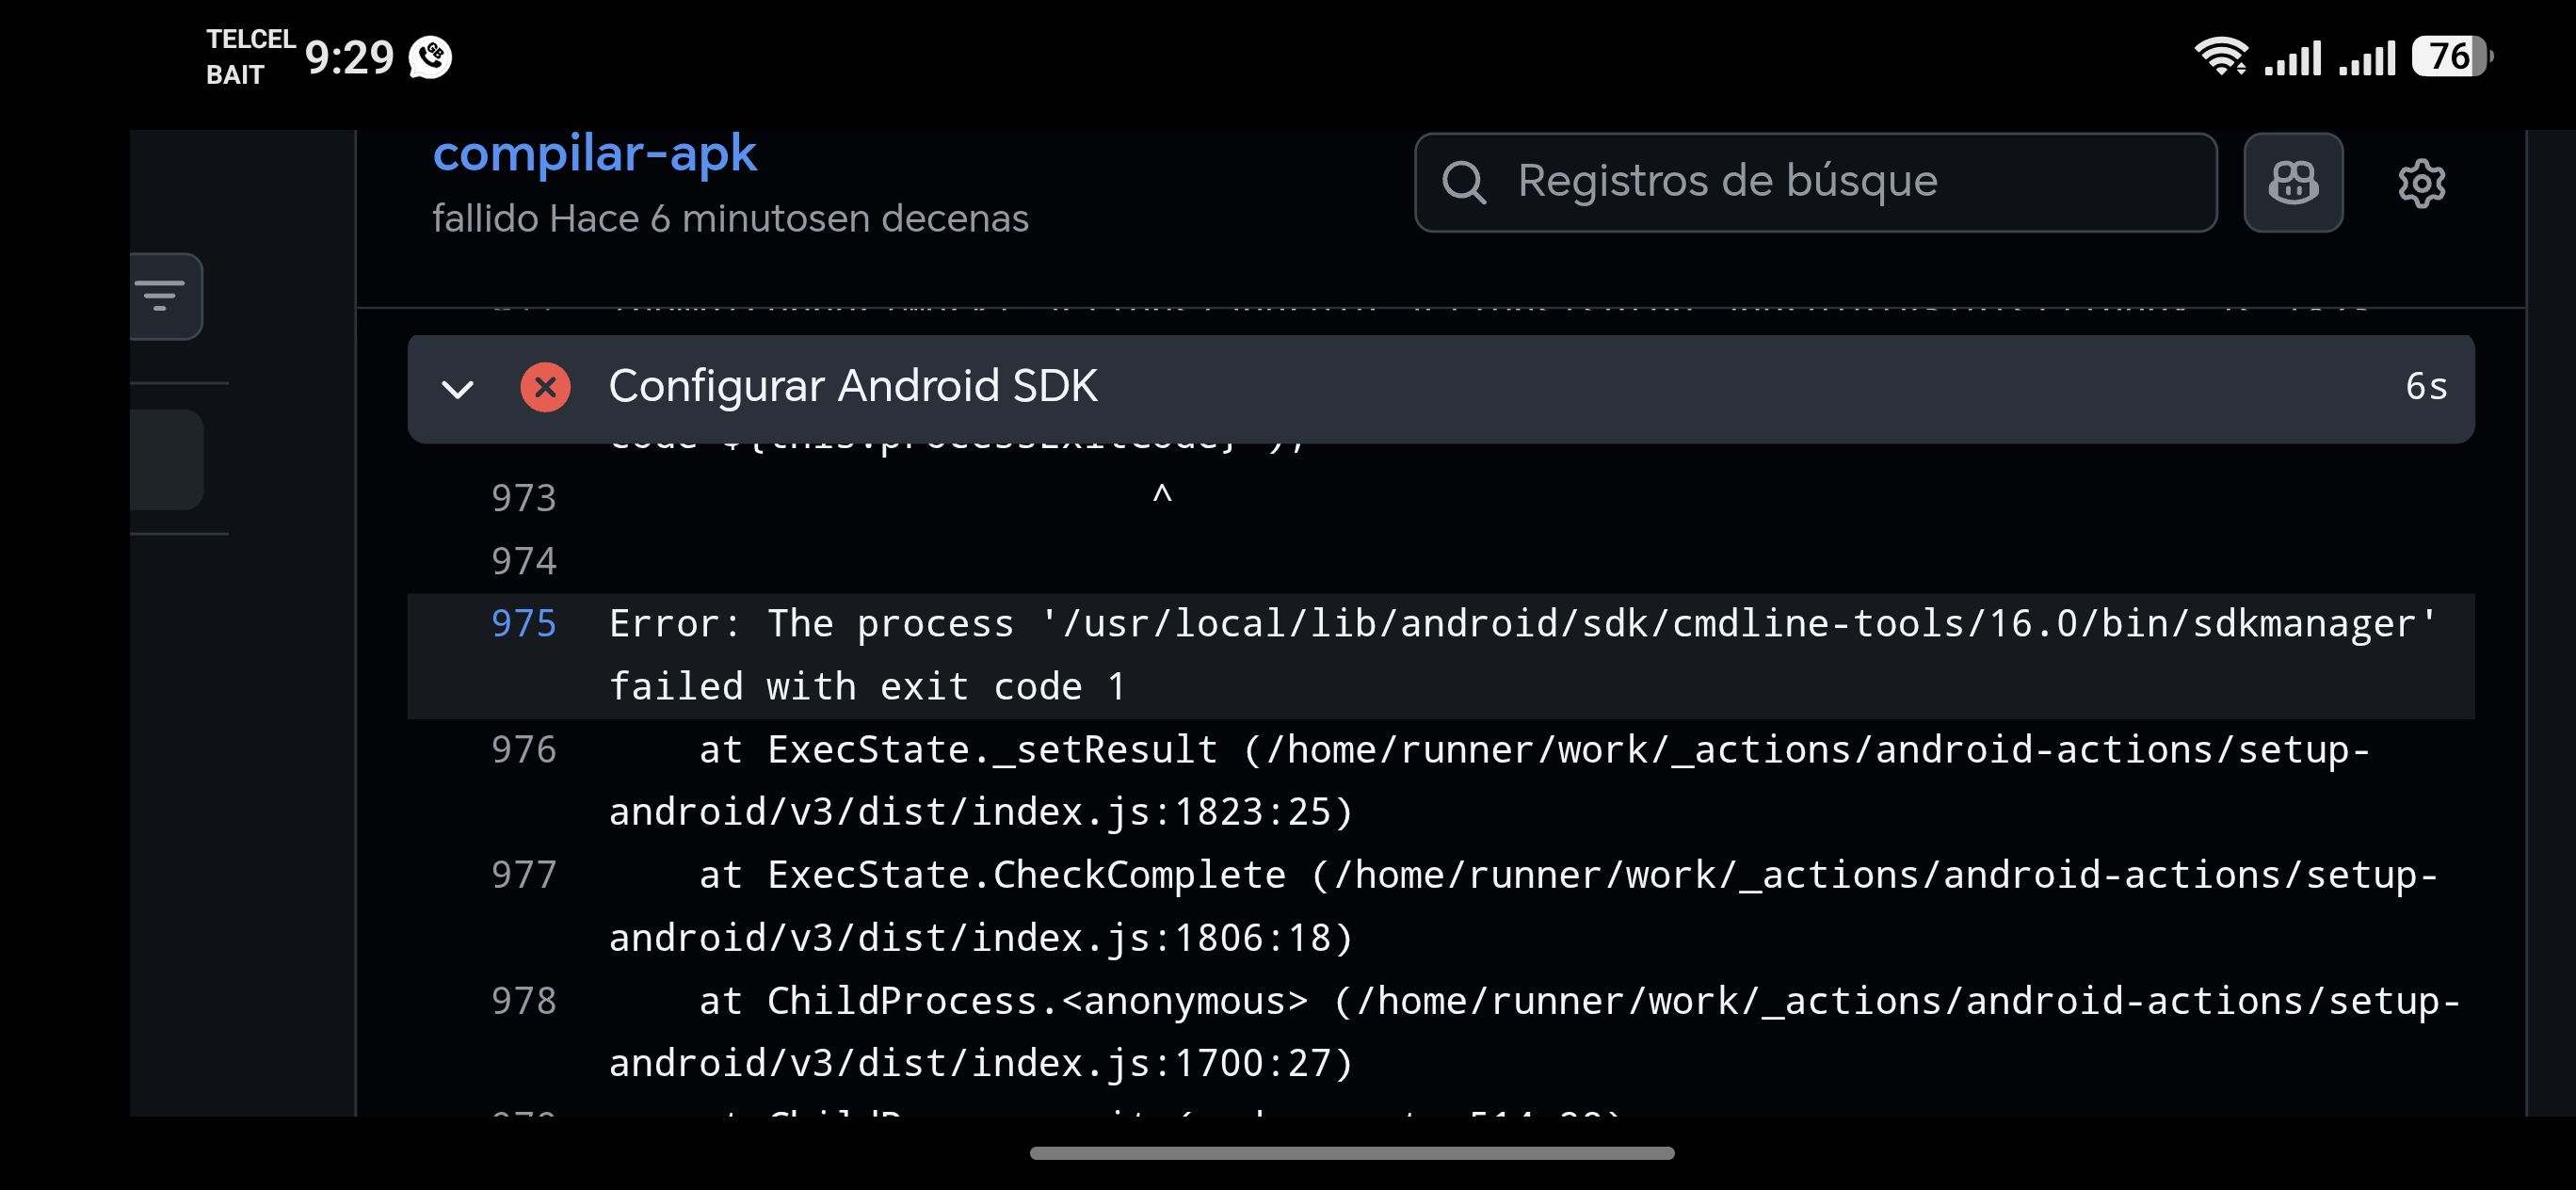 TELCEL
BAIT
9:29
76
compilar-apk
fallido Hace 6 minutosen decenas
Registros de búsque
Configurar Android SDK
6s
code ${this.processExitCode}`);
973 ^
974
975 Error: The process '/usr/local/lib/android/sdk/cmdline-tools/16.0/bin/sdkmanager'
failed with exit code 1
976 at ExecState._setResult (/home/runner/work/_actions/android-actions/setup-
android/v3/dist/index.js:1823:25)
977 at ExecState.CheckComplete (/home/runner/work/_actions/android-actions/setup-
android/v3/dist/index.js:1806:18)
978 at ChildProcess.<anonymous> (/home/runner/work/_actions/android-actions/setup-
android/v3/dist/index.js:1700:27)